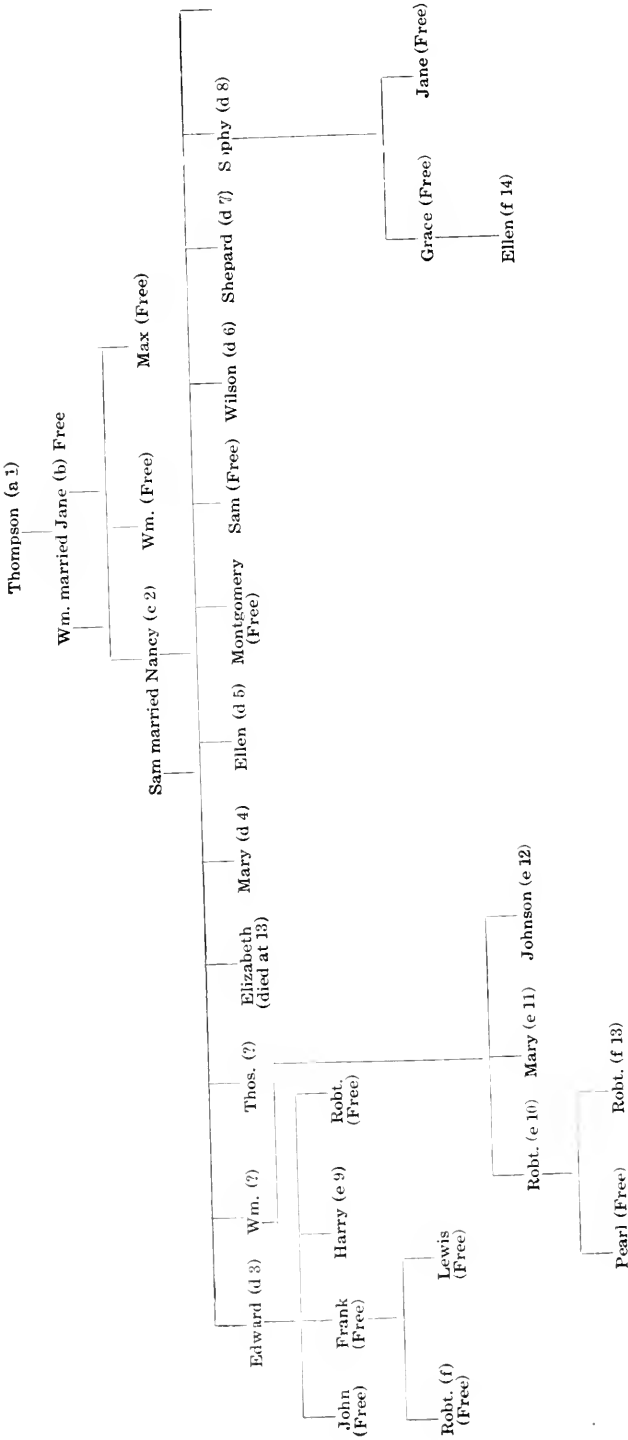 Thompson (a 1)
Wm. married Jane (b) Free
Sam married Nancy (c 2) Wm. (Free) Max (Free)
Edward (d 3) Wm. (?) Thos. (?) Elizabeth Mary (d 4) Ellen (d 5) Montgomery Sam (Free) Wilson (d 6) Shepard (d 7) Sophy (d 8)
(died at 13) (Free)
John Frank Harry (e 9) Robt.
(Free) (Free) (Free)
Grace (Free) Jane (Free)
Robt. (f) Lewis
(Free) (Free)
Ellen (f 14)
Robt. (e 10) Mary (e 11) Johnson (e 12)
Pearl (Free) Robt. (f 13)